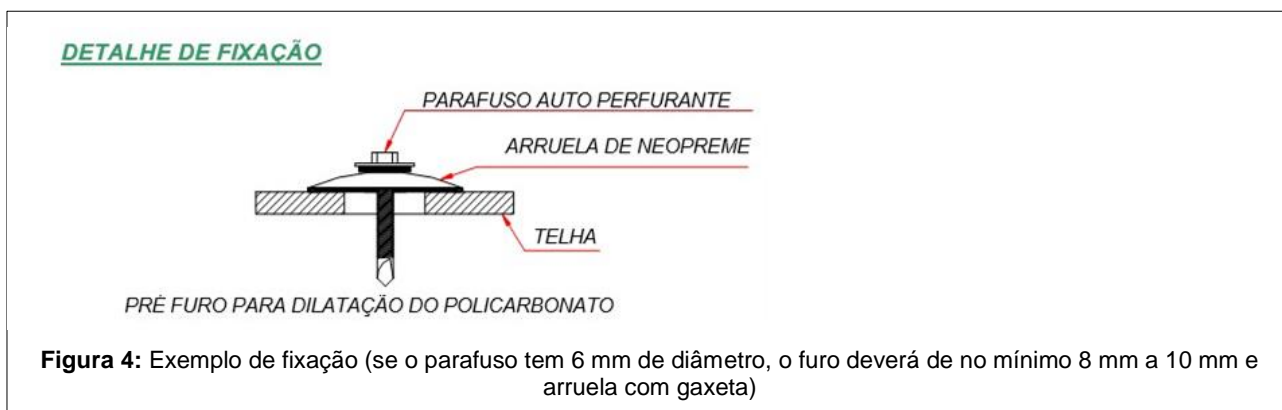 DETALHE DE FIXAÇÃO
PARAFUSO AUTO PERFURANTE
ARRUELA DE NEOPREME
TELHA
PRÉ FURO PARA DILATAÇÃO DO POLICARBONATO
Figura 4: Exemplo de fixação (se o parafuso tem 6 mm de diâmetro, o furo deverá de no mínimo 8 mm a 10 mm e
arruela com gaxeta)